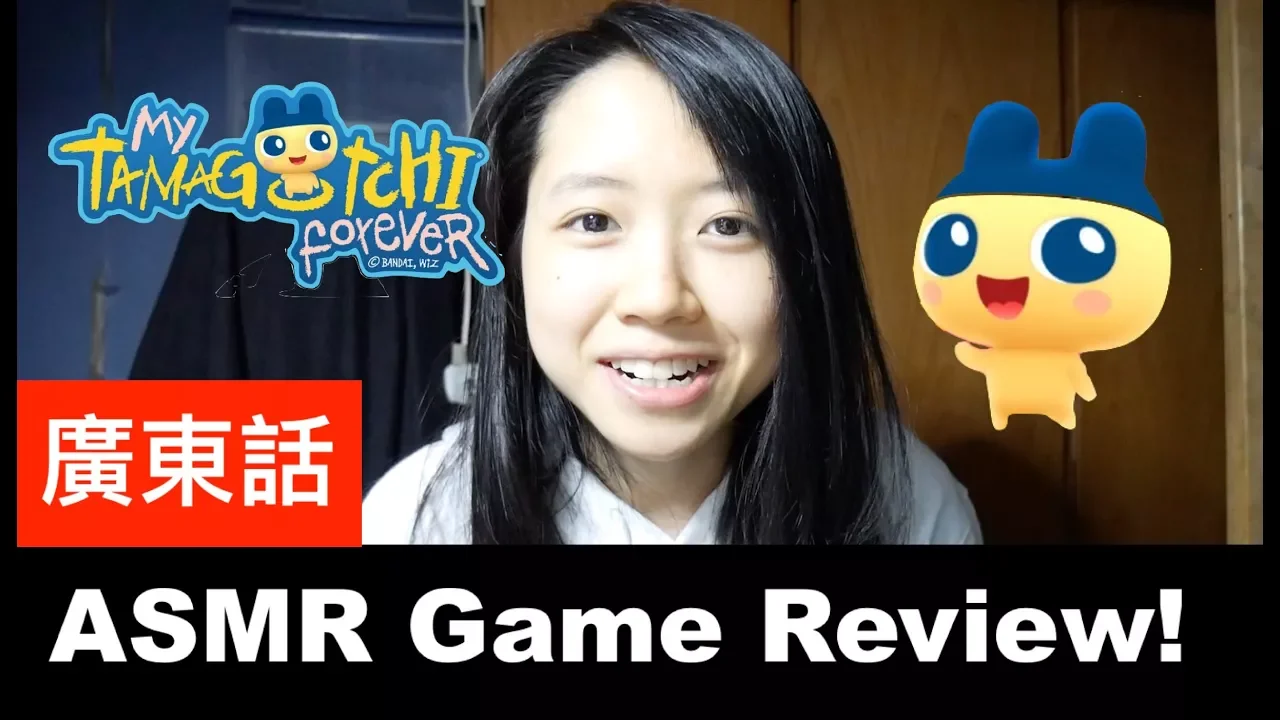 My
TAMAGOTCHI
forever
© BANDAI, WiZ
廣東話
ASMR Game Review!